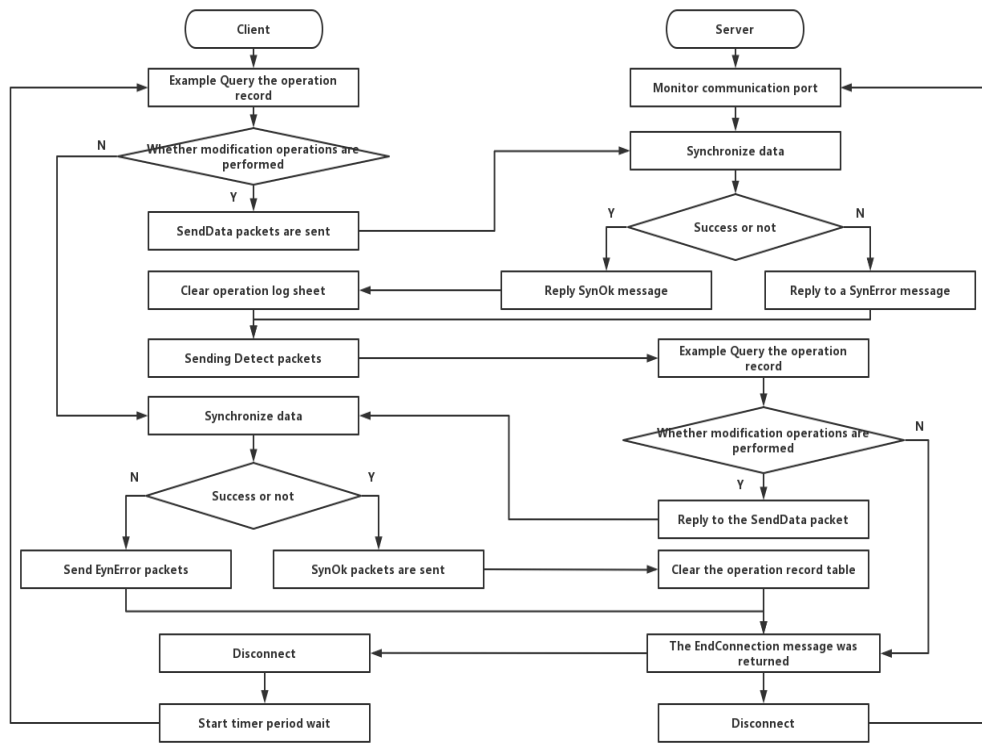 Client
Server
Example Query the operation
record
Monitor communication port
N
Whether modification operations are
performed
Synchronize data
Y
SendData packets are sent
Y
Success or not
N
Clear operation log sheet
Reply SynOk message
Reply to a SynError message
Sending Detect packets
Example Query the operation
record
Synchronize data
Whether modification operations are
performed
N
N
Success or not
Y
Y
Reply to the SendData packet
Send EynError packets
SynOk packets are sent
Clear the operation record table
Disconnect
The EndConnection message was
returned
Start timer period wait
Disconnect